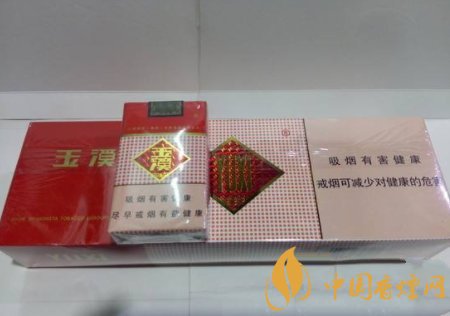 玉溪
吸烟有害健康
尽早戒烟有益健康
吸烟有害健康
戒烟可减少对健康的危害
YUXI
中国香烟网